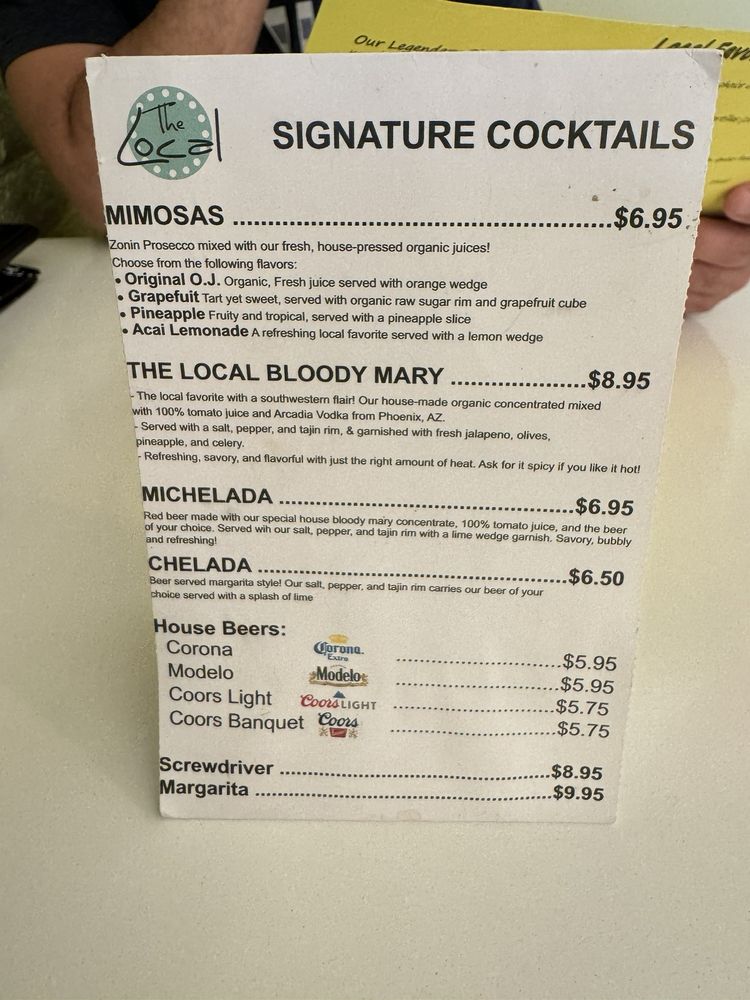 Our Legendary
The
Local
SIGNATURE COCKTAILS
MIMOSAS ........................................................$6.95
Zonin Prosecco mixed with our fresh, house-pressed organic juices!
Choose from the following flavors:
• Original O.J. Organic, Fresh juice served with orange wedge
• Grapefuit Tart yet sweet, served with organic raw sugar rim and grapefruit cube
• Pineapple Fruity and tropical, served with a pineapple slice
• Acai Lemonade A refreshing local favorite served with a lemon wedge
THE LOCAL BLOODY MARY ....................$8.95
- The local favorite with a southwestern flair! Our house-made organic concentrated mixed
with 100% tomato juice and Arcadia Vodka from Phoenix, AZ.
- Served with a salt, pepper, and tajin rim, & garnished with fresh jalapeno, olives,
pineapple, and celery.
- Refreshing, savory, and flavorful with just the right amount of heat. Ask for it spicy if you like it hot!
MICHELADA ............................................$6.95
Red beer made with our special house bloody mary concentrate, 100% tomato juice, and the beer
of your choice. Served wih our salt, pepper, and tajin rim with a lime wedge garnish. Savory, bubbly
and refreshing!
CHELADA ...............................................$6.50
Beer served margarita style! Our salt, pepper, and tajin rim carries our beer of your
choice served with a splash of lime
House Beers:
Corona Corona Extra ........................$5.95
Modelo Modelo ........................$5.95
Coors Light Coors LIGHT ........................$5.75
Coors Banquet Coors ........................$5.75
Screwdriver ..........................................$8.95
Margarita ..............................................$9.95